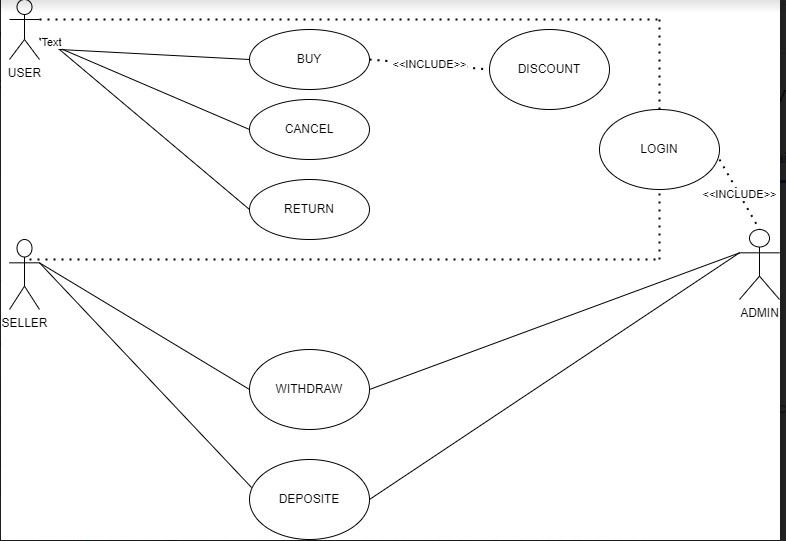 'Text
USER
BUY
<<INCLUDE>>
DISCOUNT
CANCEL
LOGIN
<<INCLUDE>>
RETURN
SELLER
ADMIN
WITHDRAW
DEPOSITE